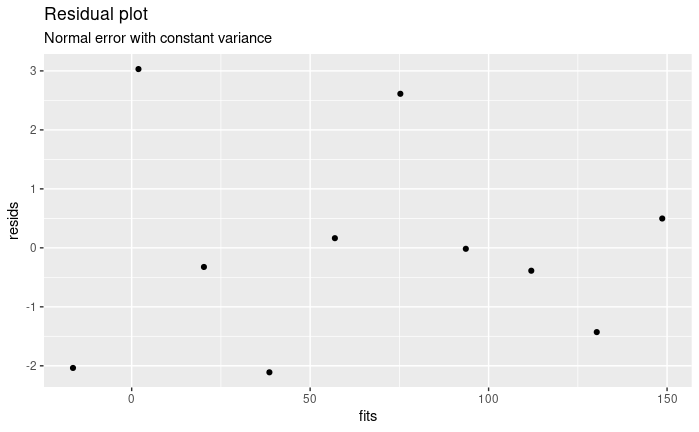 Residual plot
Normal error with constant variance
3
2
1
0
-1
-2
resids
0 50 100 150
fits